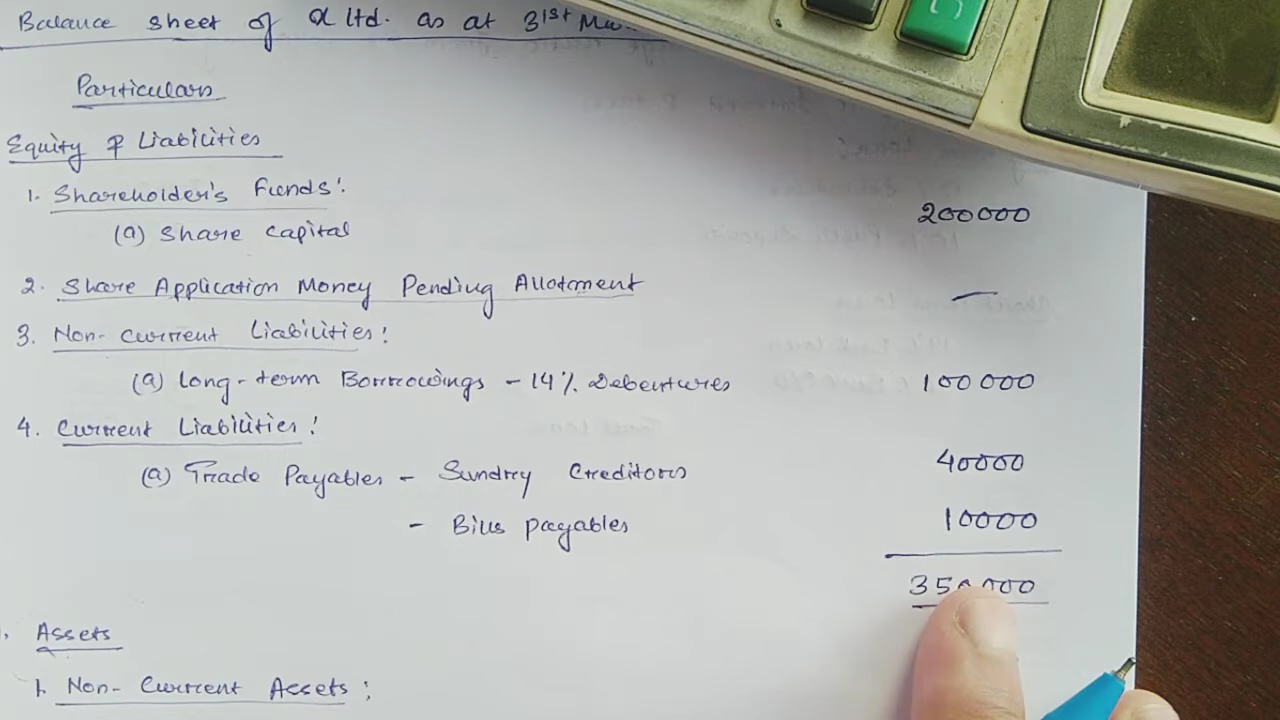 Balance sheet of X Ltd. as at 31st
Particulars
Equity & Liabilities
1. Shareholder's Funds:
(a) Share Capital 200000
2. Share Application Money Pending Allotment —
3. Non-Current Liabilities:
(a) Long-term Borrowings - 14% Debentures 100000
4. Current Liabilities:
(a) Trade Payables - Sundry Creditors 40000
- Bills payables 10000
350000
Assets
1. Non-Current Assets: